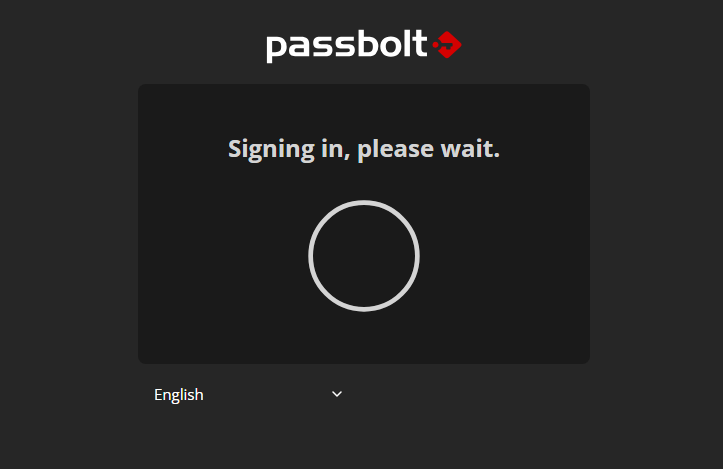 passbolt
Signing in, please wait.
English